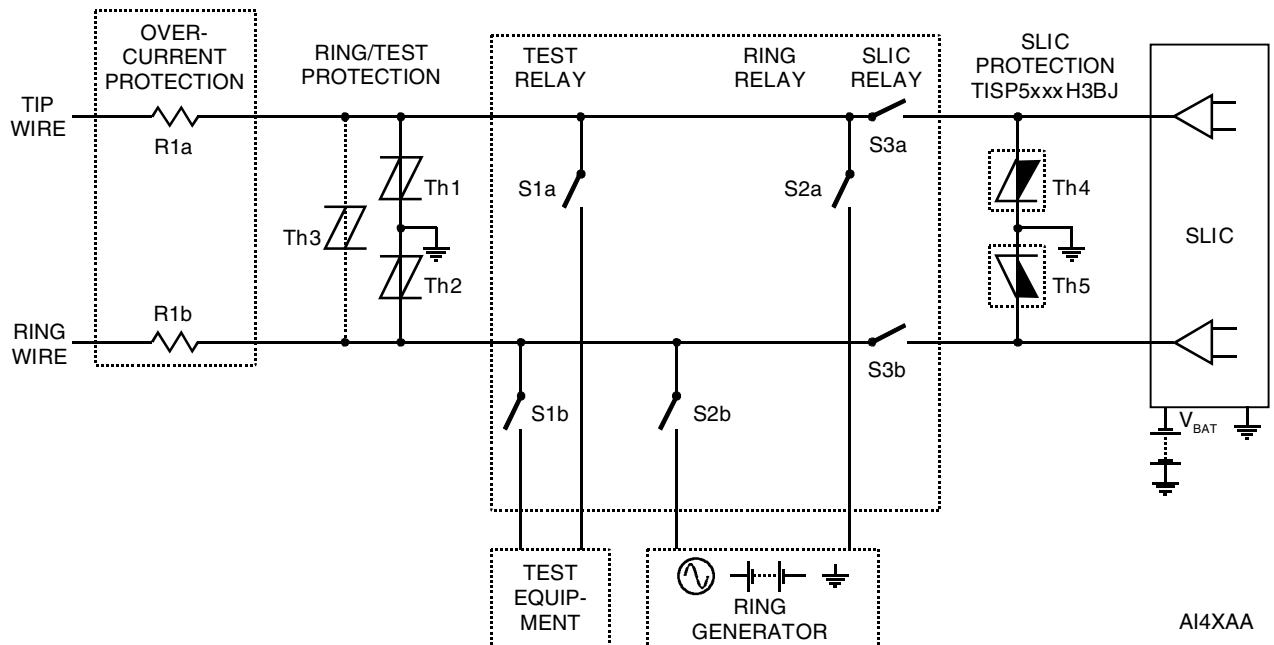 OVER-
CURRENT
PROTECTION
RING/TEST
PROTECTION
TEST
RELAY
RING
RELAY
SLIC
RELAY
SLIC
PROTECTION
TISP5xxxH3BJ
TIP
WIRE
R1a
S3a
Th1
S1a
S2a
Th4
Th3
SLIC
Th2
Th5
R1b
RING
WIRE
S3b
S1b
S2b
VBAT
TEST
EQUIP-
MENT
RING
GENERATOR
AI4XAA